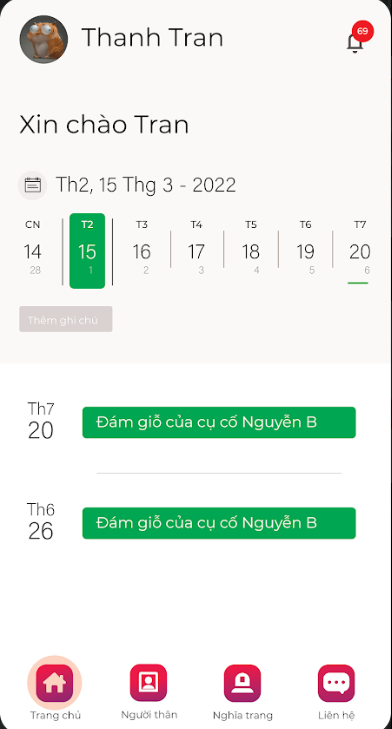 Thanh Tran
69
Xin chào Tran
Th2, 15 Thg 3 - 2022
CN T2 T3 T4 T5 T6 T7
14 15 16 17 18 19 20
28 1 2 3 4 5 6
Thêm ghi chú
Th7
20
Đám giỗ của cụ cố Nguyễn B
Th6
26
Đám giỗ của cụ cố Nguyễn B
Trang chủ Người thân Nghĩa trang Liên hệ